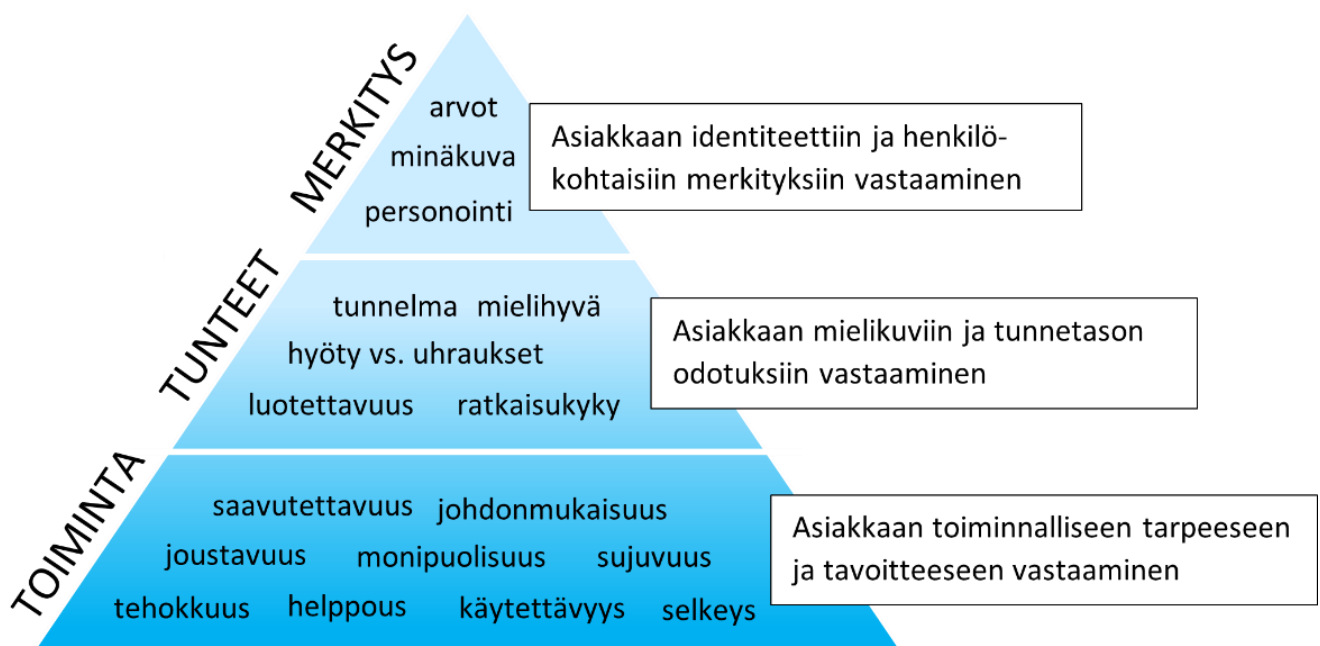 MERKITYS
arvot
minäkuva
personointi
Asiakkaan identiteettiin ja henkilö-
kohtaisiin merkityksiin vastaaminen
TUNTEET
tunnelma mielihyvä
hyöty vs. uhraukset
luotettavuus ratkaisukyky
Asiakkaan mielikuviin ja tunnetason
odotuksiin vastaaminen
TOIMINTA
saavutettavuus johdonmukaisuus
joustavuus monipuolisuus sujuvuus
tehokkuus helppous käytettävyys selkeys
Asiakkaan toiminnalliseen tarpeeseen
ja tavoitteeseen vastaaminen